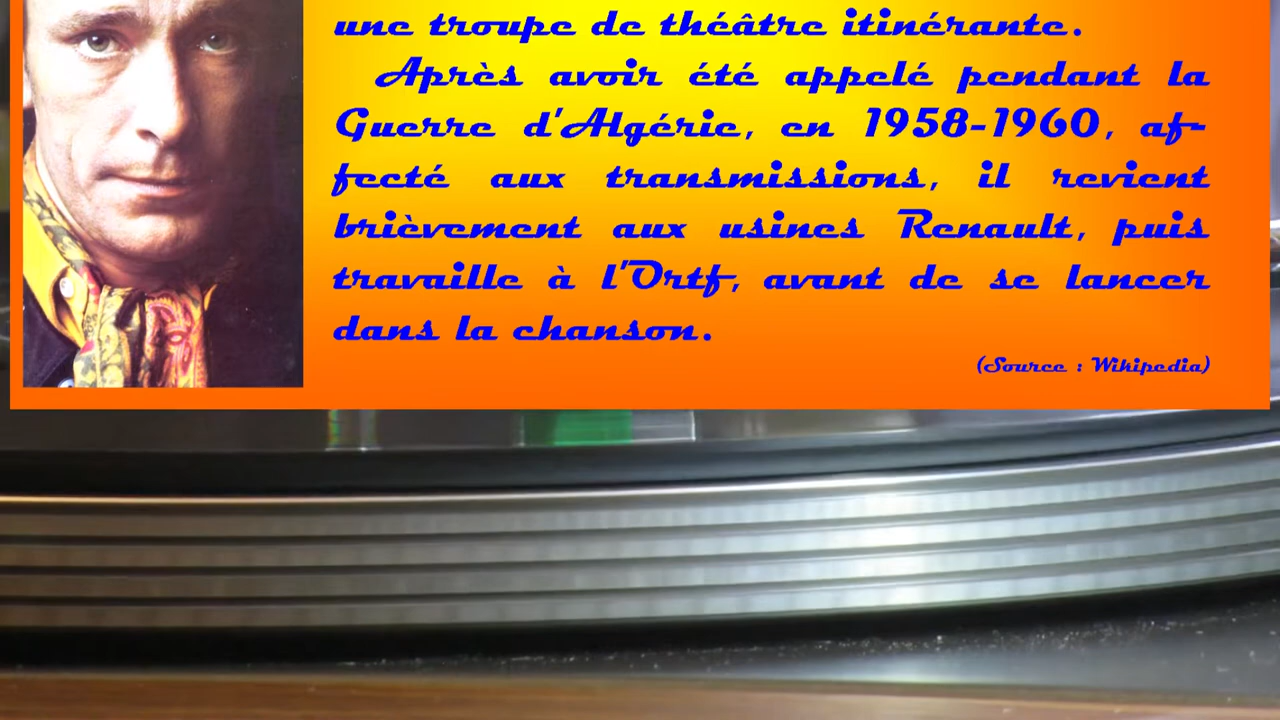 une troupe de théâtre itinérante.
Après avoir été appelé pendant la
Guerre d'Algérie, en 1958-1960, af-
fecté aux transmissions, il revient
brièvement aux usines Renault, puis
travaille à l'Ortf, avant de se lancer
dans la chanson.
(Source : Wikipedia)